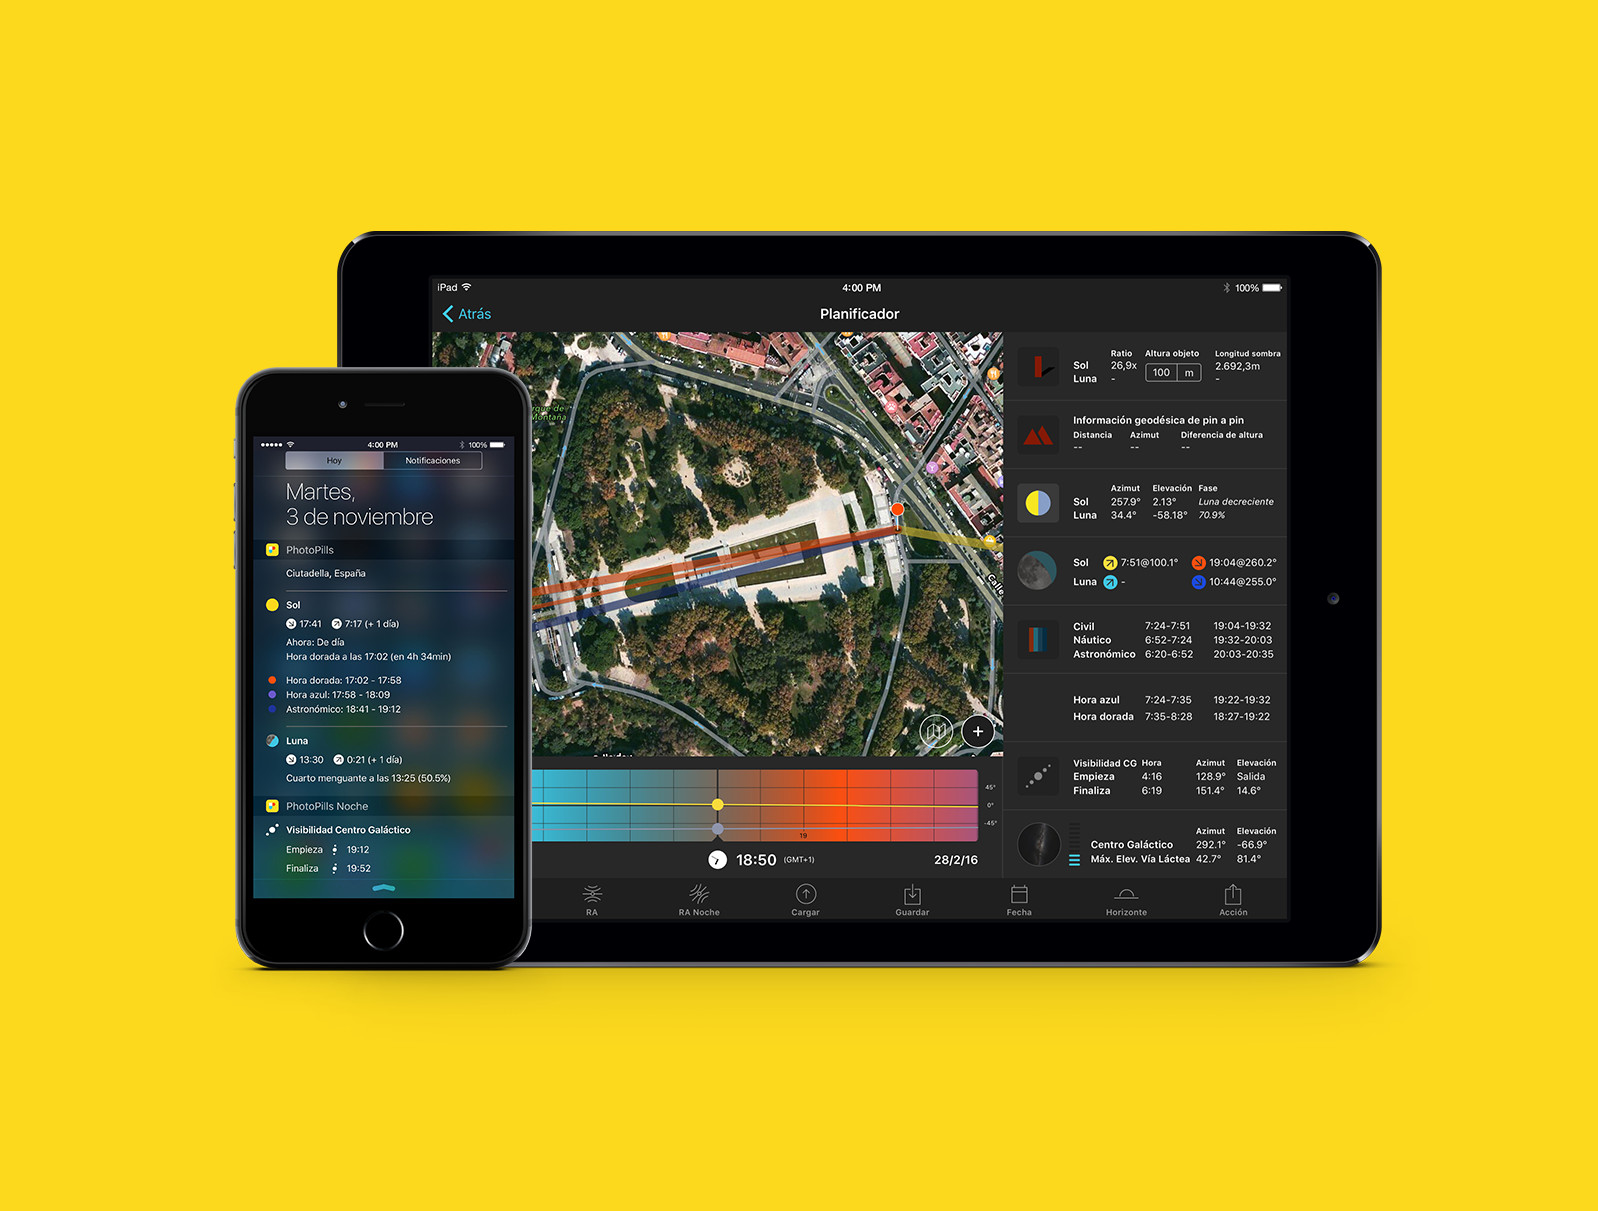 iPad
4:00 PM
100%
Atrás
Planificador
Parque de
Montaña
Calle
Sol
Luna
Ratio
26,9x
-
Altura objeto
100 m
Longitud sombra
2.692,3m
-
Información geodésica de pin a pin
Distancia Azimut Diferencia de altura
-- -- --
Azimut Elevación Fase
Sol 257.9° 2.13° Luna decreciente
Luna 34.4° -58.18° 70.9%
Sol 7:51@100.1° 19:04@260.2°
Luna - 10:44@255.0°
Civil 7:24-7:51 19:04-19:32
Náutico 6:52-7:24 19:32-20:03
Astronómico 6:20-6:52 20:03-20:35
Hora azul 7:24-7:35 19:22-19:32
Hora dorada 7:35-8:28 18:27-19:22
Visibilidad CG Hora Azimut Elevación
Empieza 4:16 128.9° Salida
Finaliza 6:19 151.4° 14.6°
Azimut Elevación
Centro Galáctico 292.1° -66.9°
Máx. Elev. Vía Láctea 42.7° 81.4°
45°
0°
-45°
19
18:50 (GMT+1)
28/2/16
RA
RA Noche
Cargar
Guardar
Fecha
Horizonte
Acción
4:00 PM
100%
Hoy
Notificaciones
Martes,
3 de noviembre
PhotoPills
Ciutadella, España
Sol
17:41 7:17 (+ 1 día)
Ahora: De día
Hora dorada a las 17:02 (en 4h 34min)
Hora dorada: 17:02 - 17:58
Hora azul: 17:58 - 18:09
Astronómico: 18:41 - 19:12
Luna
13:30 0:21 (+ 1 día)
Cuarto menguante a las 13:25 (50.5%)
PhotoPills Noche
Visibilidad Centro Galáctico
Empieza 19:12
Finaliza 19:52